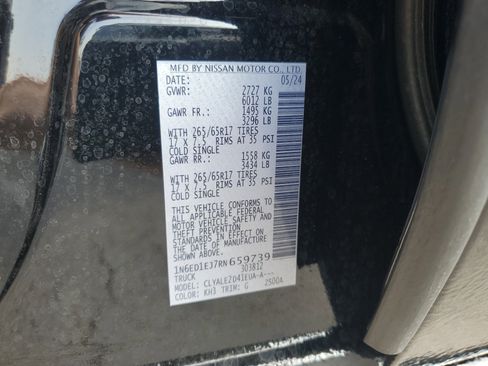 MFD BY NISSAN MOTOR CO., LTD.
DATE: 05/24
GVWR: 2727 KG
6012 LB
GAWR FR.: 1495 KG
3296 LB
WITH 265/65R17 TIRES
17 X 7.5 RIMS AT 35 PSI
COLD SINGLE
GAWR RR.: 1558 KG
3434 LB
WITH 265/65R17 TIRES
17 X 7.5 RIMS AT 35 PSI
COLD SINGLE
THIS VEHICLE CONFORMS TO
ALL APPLICABLE FEDERAL
MOTOR VEHICLE SAFETY
STANDARDS IN EFFECT ON
THE DATE OF MANUFACTURE
SHOWN ABOVE.
1N6ED1EJ7RN659739
TRUCK 303812
MODEL: CLYALEZD41EUA-A---
COLOR: KH3 TRIM: G 2500A